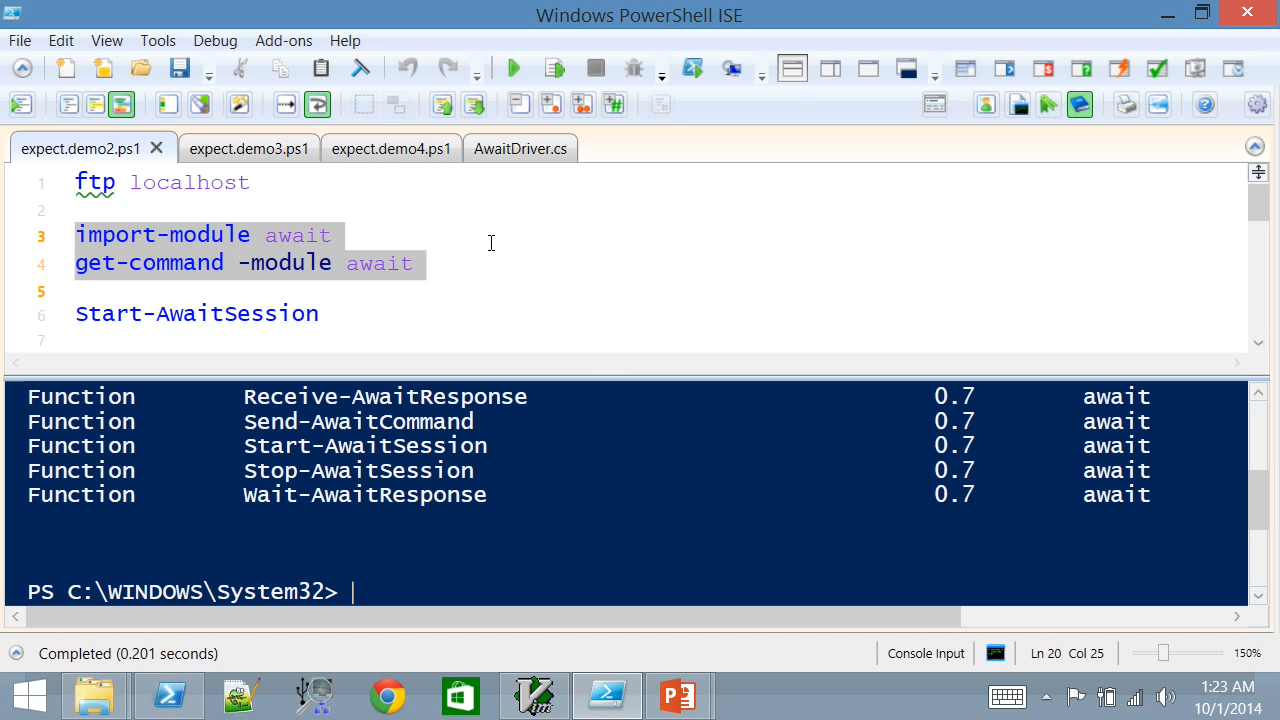 Windows PowerShell ISE
File Edit View Tools Debug Add-ons Help
expect.demo2.ps1 expect.demo3.ps1 expect.demo4.ps1 AwaitDriver.cs
1 ftp localhost
2
3 import-module await
4 get-command -module await
5
6 Start-AwaitSession
7
Function Receive-AwaitResponse 0.7 await
Function Send-AwaitCommand 0.7 await
Function Start-AwaitSession 0.7 await
Function Stop-AwaitSession 0.7 await
Function Wait-AwaitResponse 0.7 await
PS C:\WINDOWS\System32>
Completed (0.201 seconds) Console Input Ln 20 Col 25 150%
1:23 AM
10/1/2014